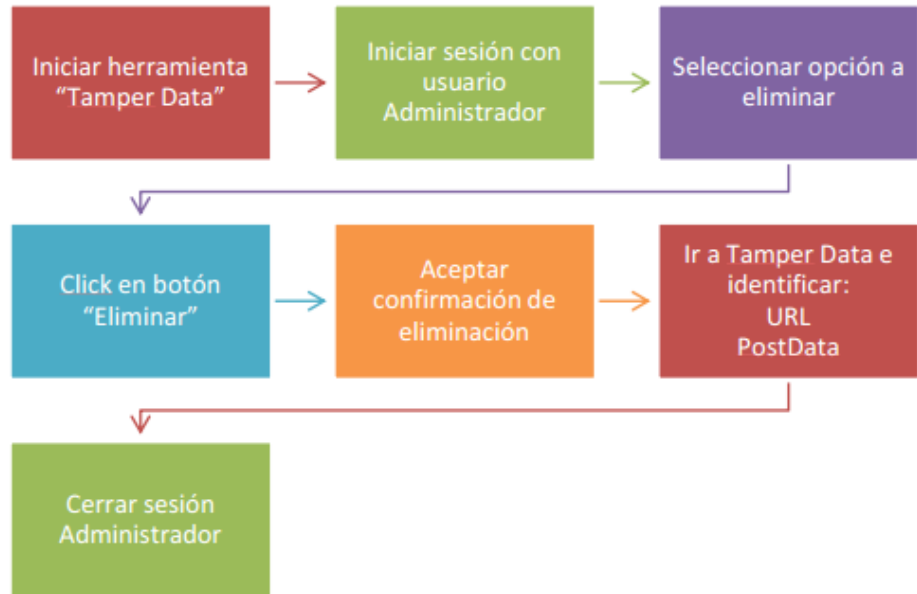 Iniciar herramienta
“Tamper Data”
Iniciar sesión con
usuario
Administrador
Seleccionar opción a
eliminar
Click en botón
“Eliminar”
Aceptar
confirmación de
eliminación
Ir a Tamper Data e
identificar:
URL
PostData
Cerrar sesión
Administrador